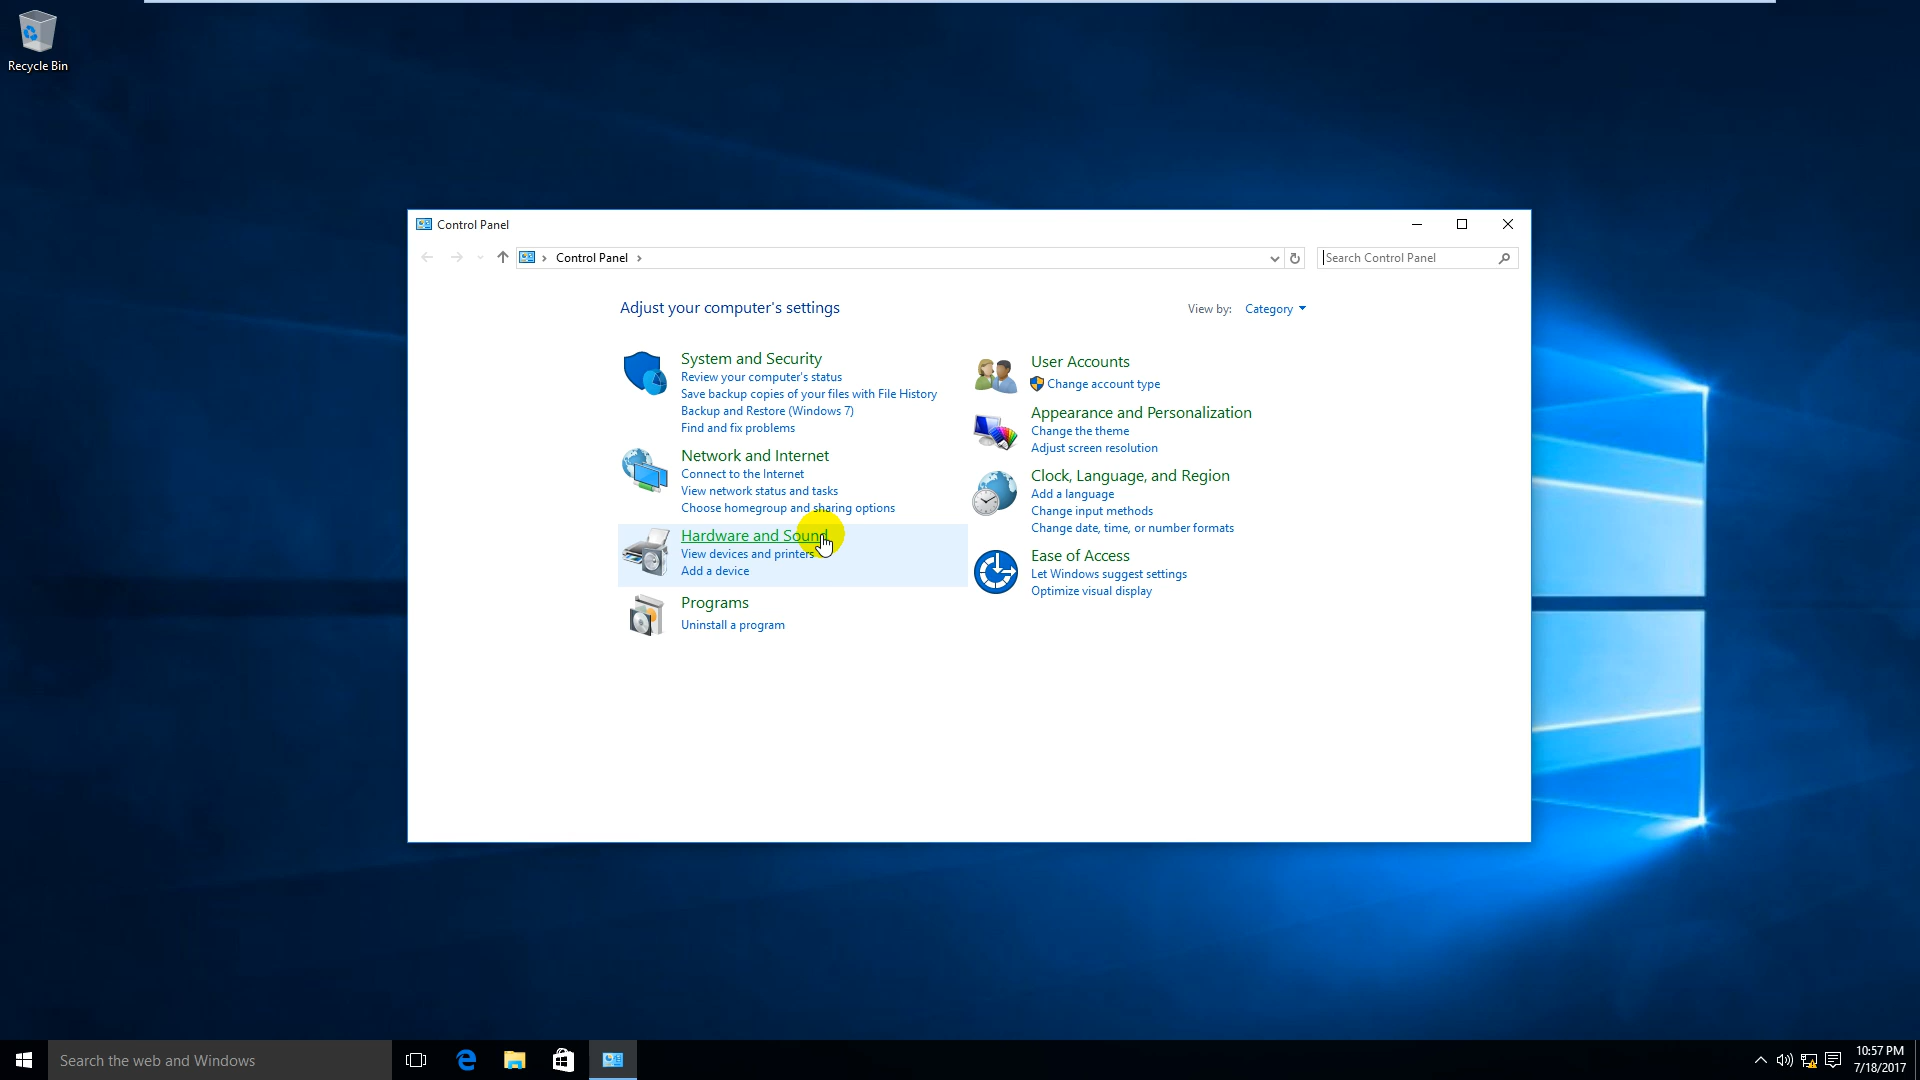 Recycle Bin
Control Panel
Control Panel
Search Control Panel
Adjust your computer's settings
View by: Category
System and Security
Review your computer's status
Save backup copies of your files with File History
Backup and Restore (Windows 7)
Find and fix problems
Network and Internet
Connect to the Internet
View network status and tasks
Choose homegroup and sharing options
Hardware and Sound
View devices and printers
Add a device
Programs
Uninstall a program
User Accounts
Change account type
Appearance and Personalization
Change the theme
Adjust screen resolution
Clock, Language, and Region
Add a language
Change input methods
Change date, time, or number formats
Ease of Access
Let Windows suggest settings
Optimize visual display
Search the web and Windows
10:57 PM
7/18/2017